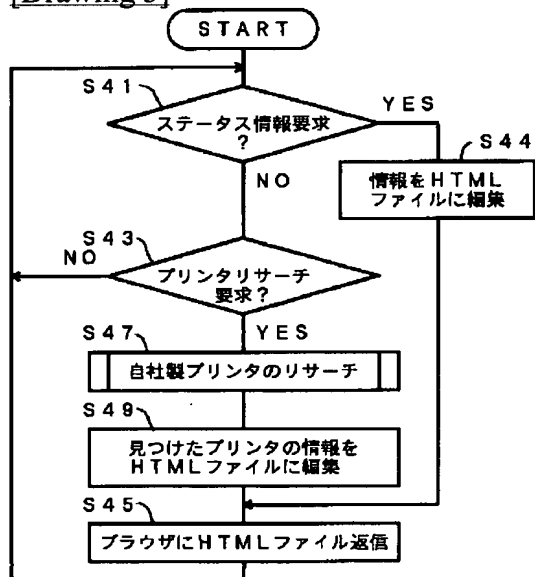 START
S41
ステータス情報要求
?
YES
S44
情報をHTML
ファイルに編集
NO
S43
NO
プリンタリサーチ
要求?
YES
S47
自社製プリンタのリサーチ
S49
見つけたプリンタの情報を
HTMLファイルに編集
S45
ブラウザにHTMLファイル返信